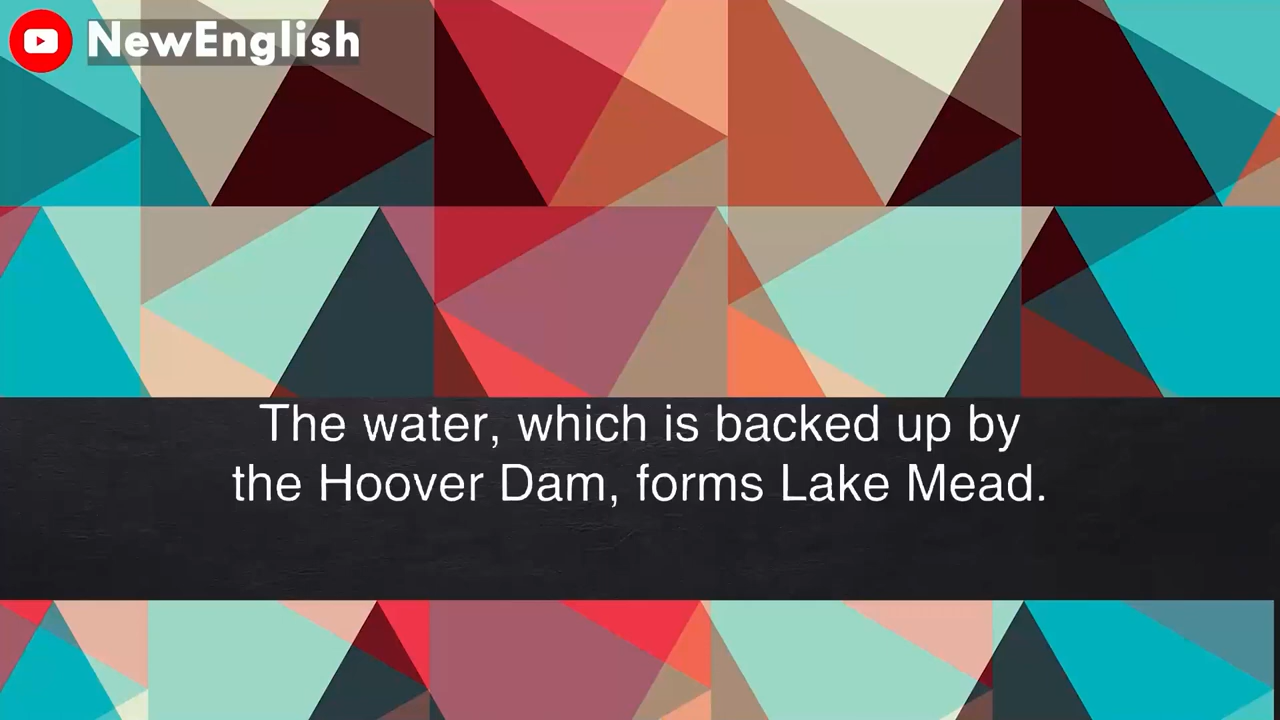 NewEnglish
The water, which is backed up by
the Hoover Dam, forms Lake Mead.